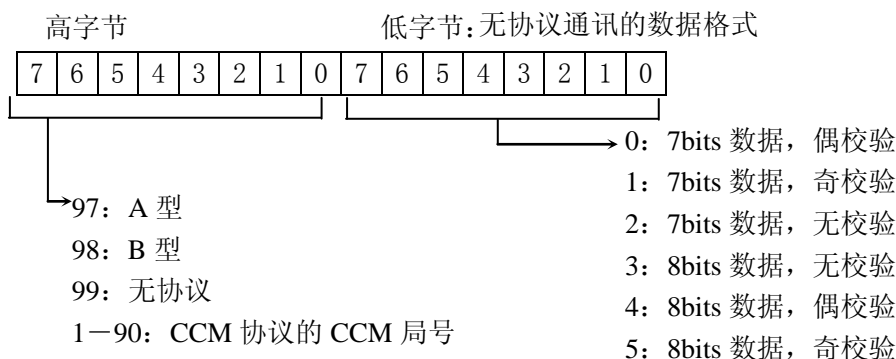 高字节
低字节:无协议通讯的数据格式
7 6 5 4 3 2 1 0 7 6 5 4 3 2 1 0
0：7bits 数据，偶校验
1：7bits 数据，奇校验
97：A 型
2：7bits 数据，无校验
98：B 型
3：8bits 数据，无校验
99：无协议
4：8bits 数据，偶校验
1－90：CCM 协议的 CCM 局号
5：8bits 数据，奇校验